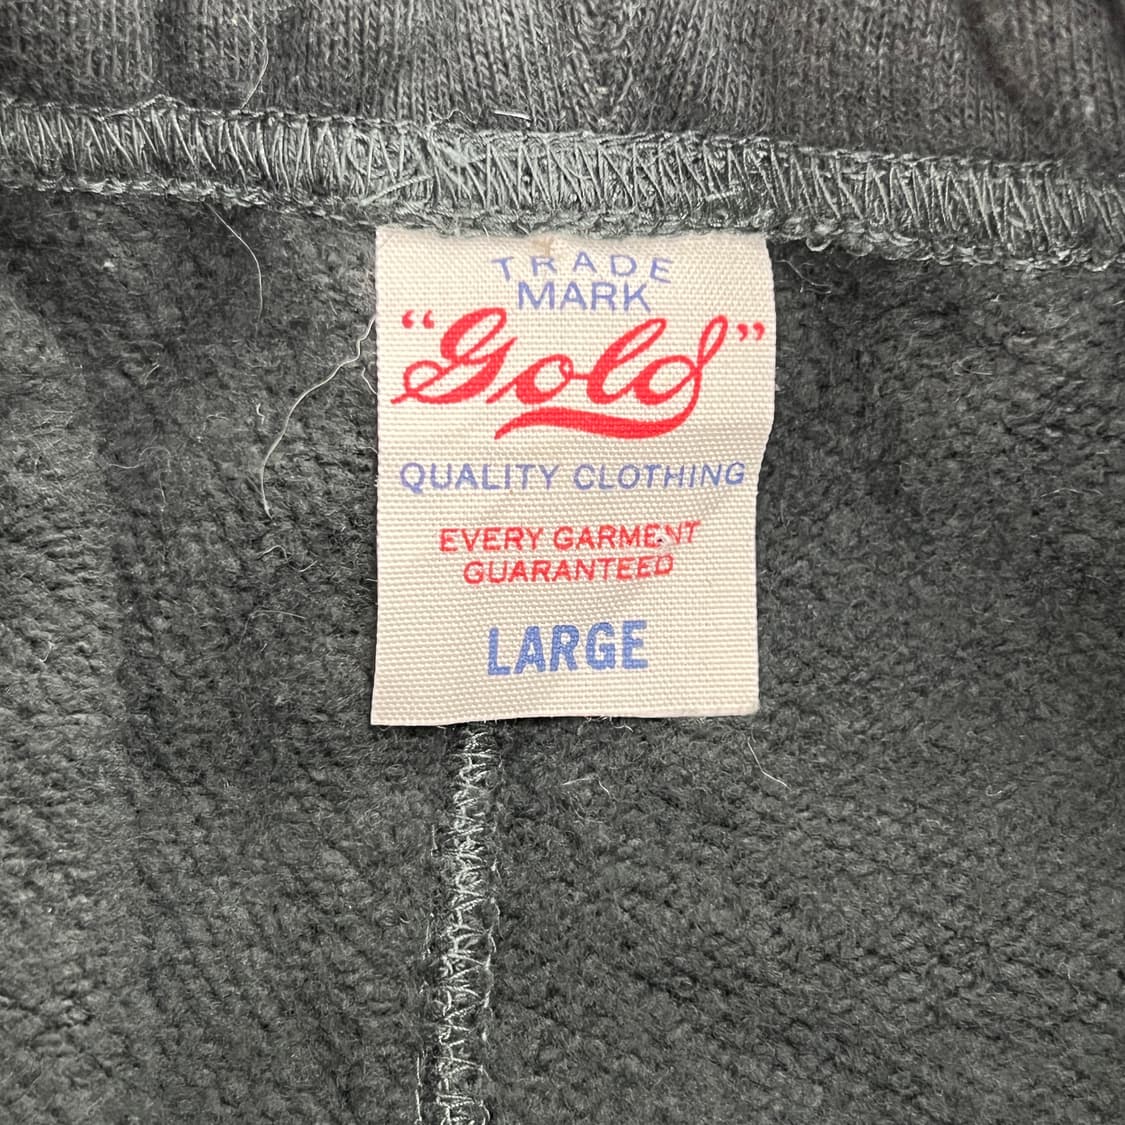 TRADE
MARK
"Gold"
QUALITY CLOTHING
EVERY GARMENT
GUARANTEED
LARGE